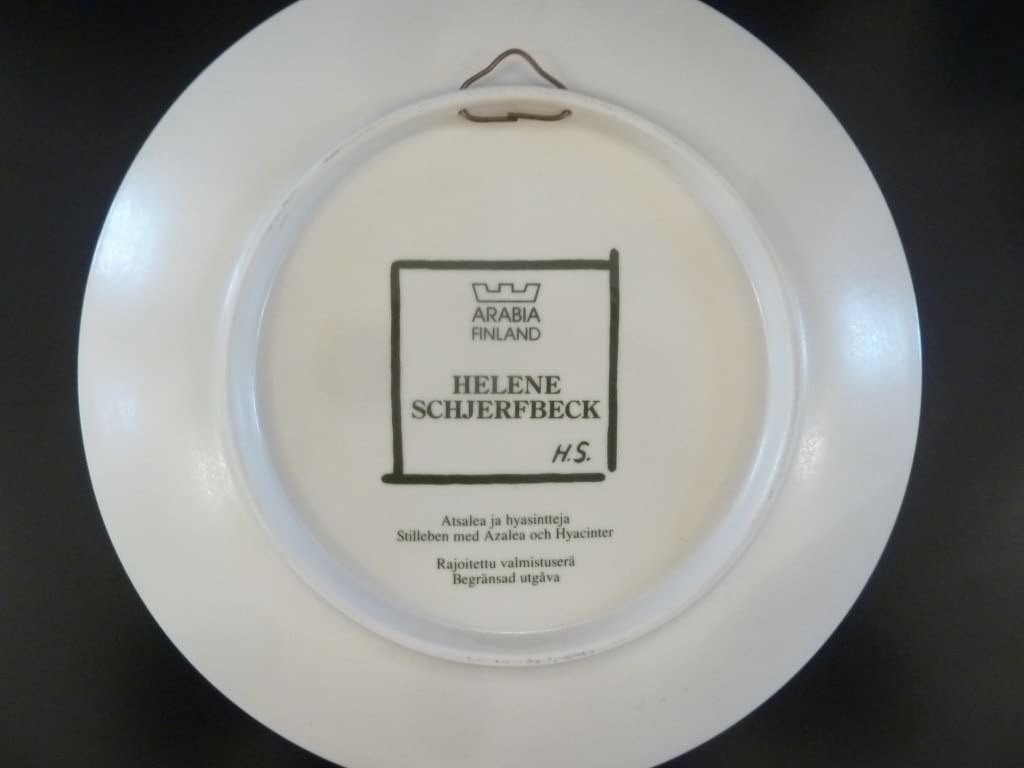 ARABIA
FINLAND
HELENE
SCHJERFBECK
H.S.
Atsalea ja hyasintteja
Stilleben med Azalea och Hyacinter
Rajoitettu valmistuserä
Begränsad utgåva